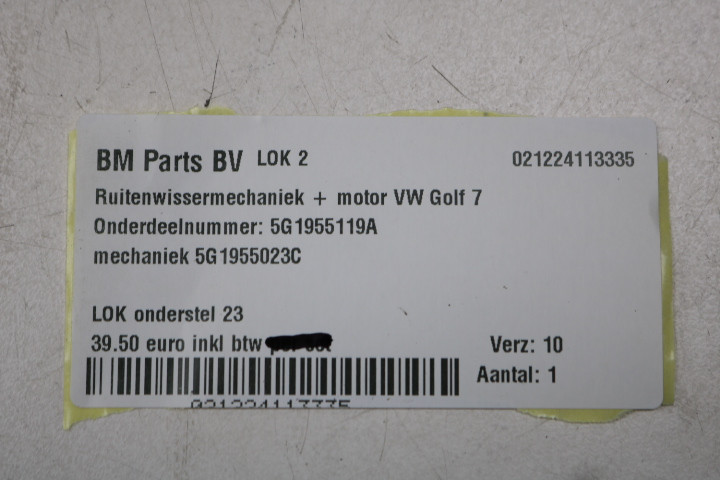 BM Parts BV LOK 2 021224113335
Ruitenwissermechaniek + motor VW Golf 7
Onderdeelnummer: 5G1955119A
mechaniek 5G1955023C
LOK onderstel 23
39.50 euro inkl btw
Verz: 10
Aantal: 1
021224113335